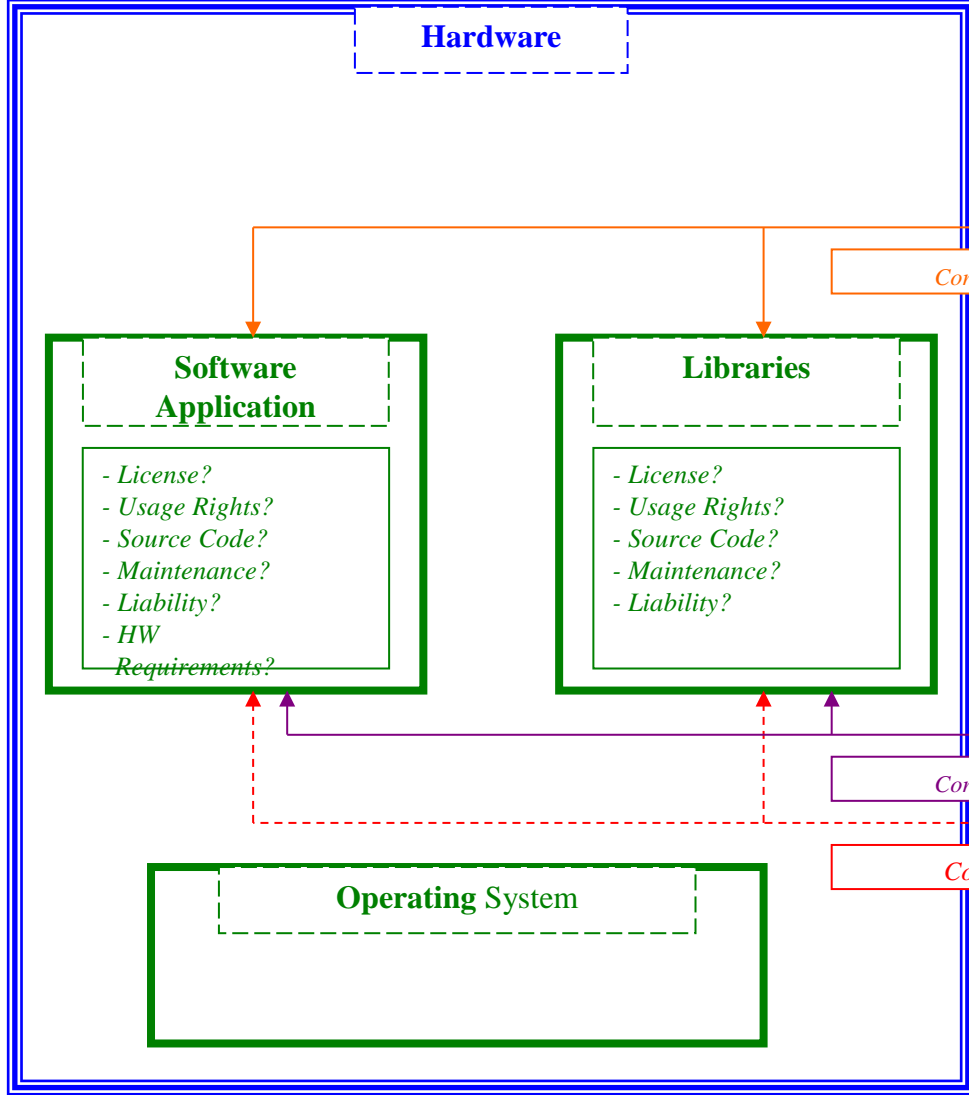 Hardware
Software
Application
Libraries
- License?
- Usage Rights?
- Source Code?
- Maintenance?
- Liability?
- HW
Requirements?
- License?
- Usage Rights?
- Source Code?
- Maintenance?
- Liability?
Operating System